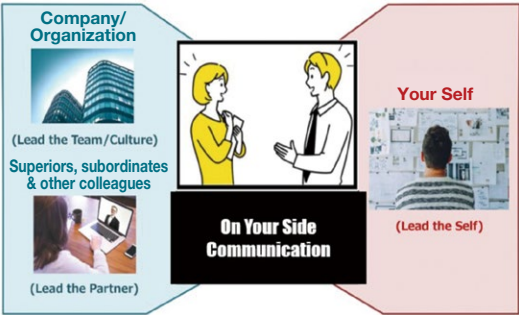 Company/
Organization
(Lead the Team/Culture)
Superiors, subordinates
& other colleagues
(Lead the Partner)
On Your Side
Communication
Your Self
(Lead the Self)